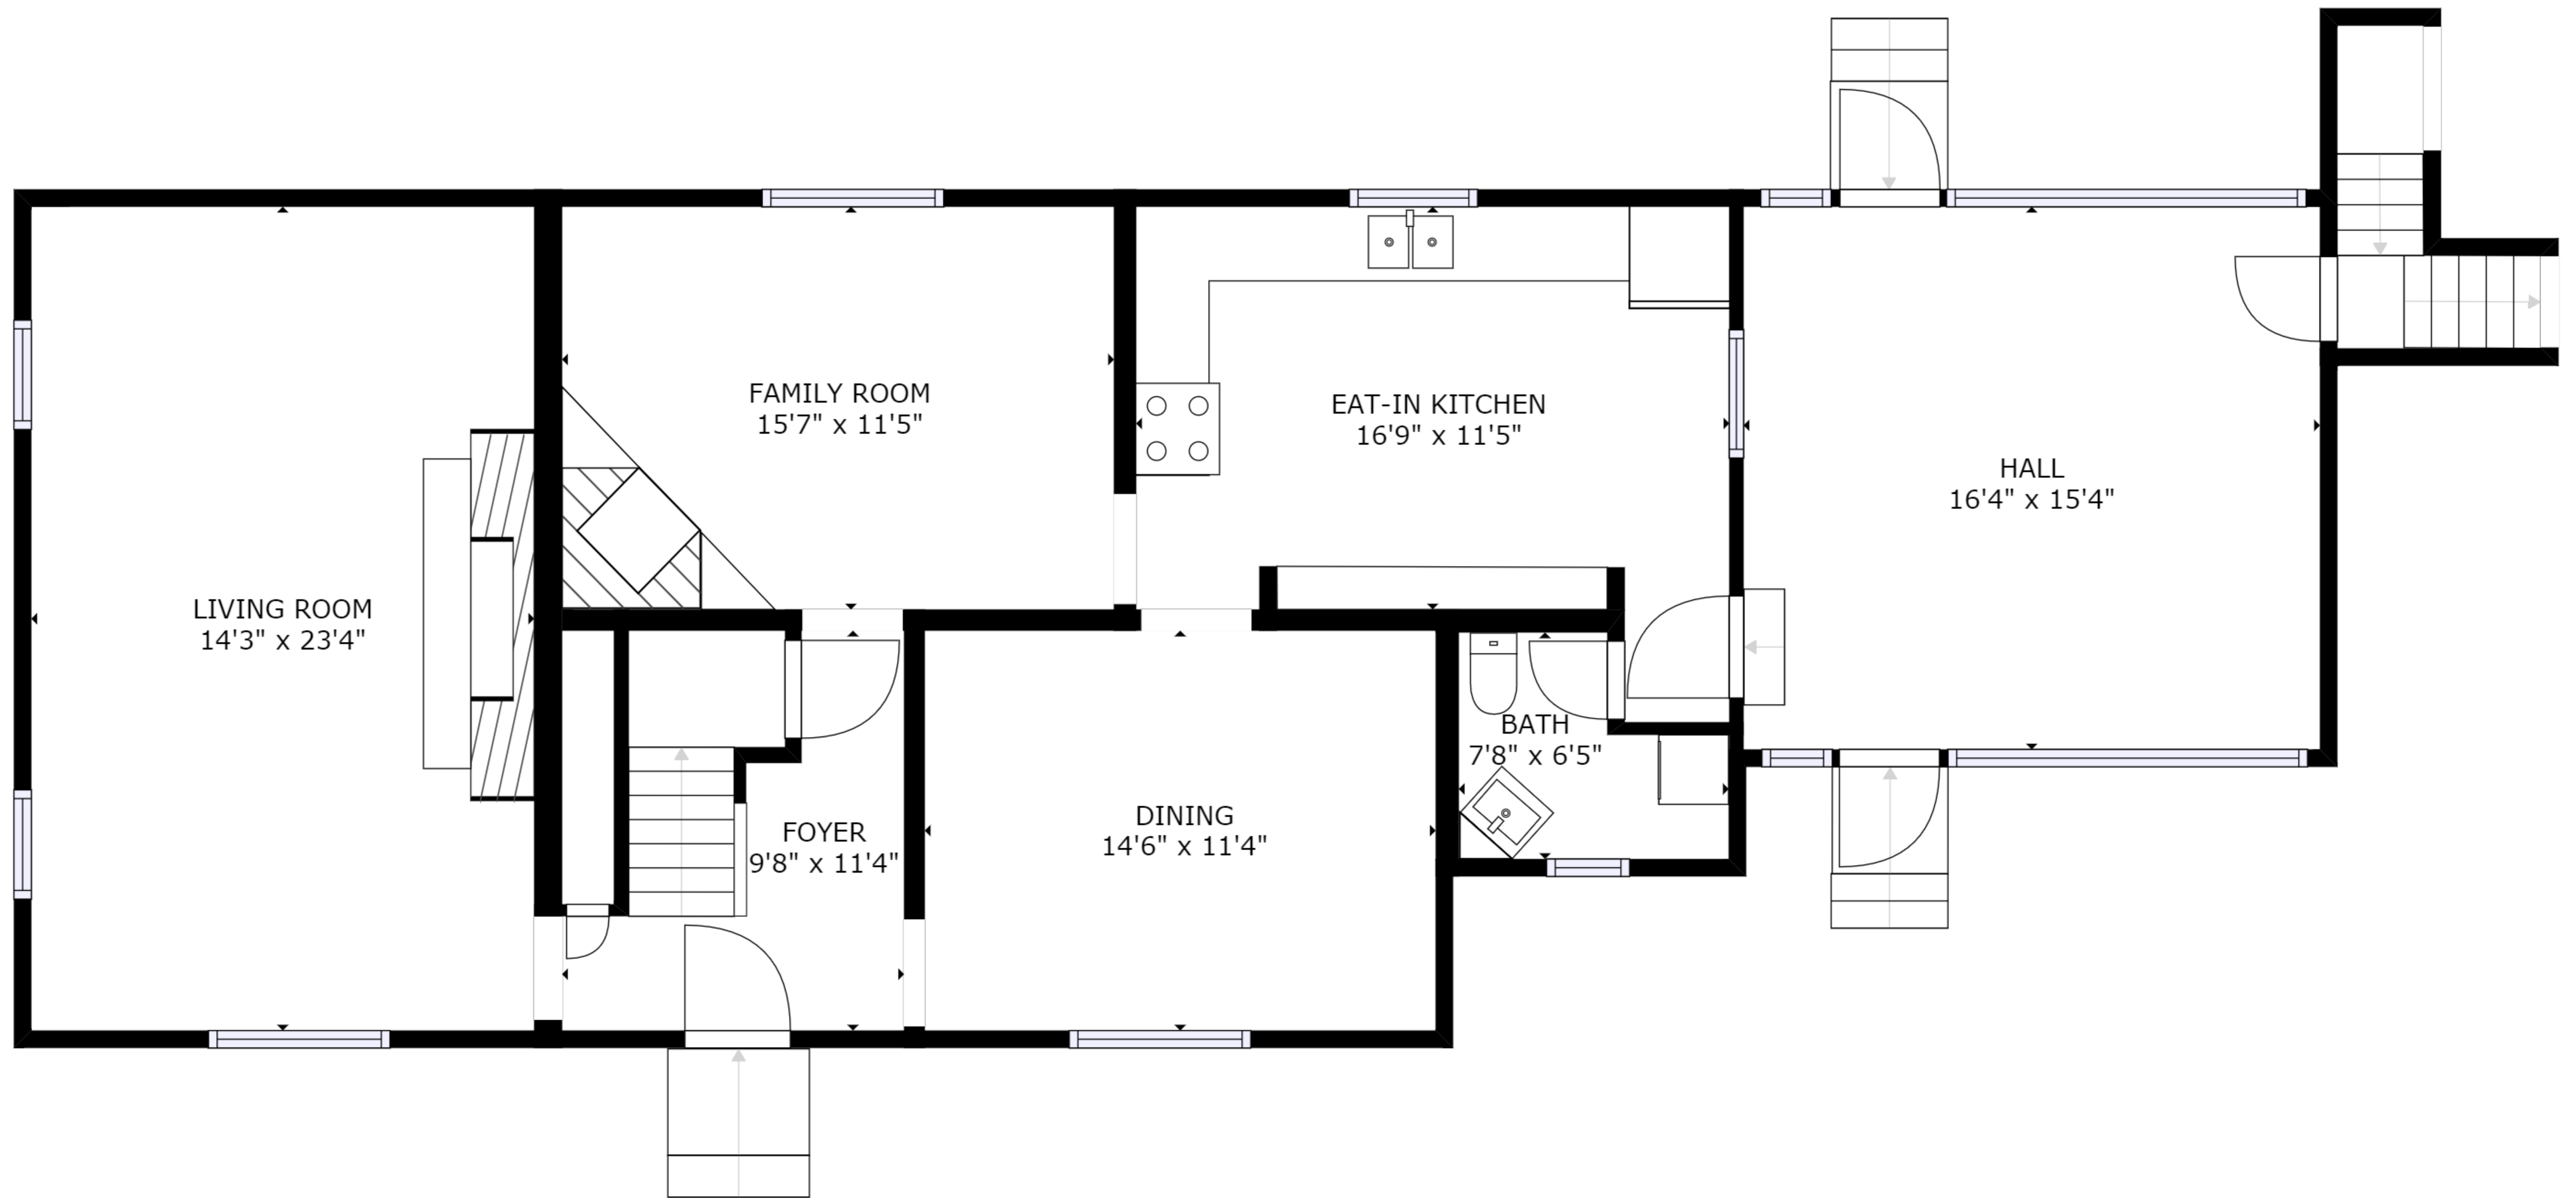 FAMILY ROOM
15'7" x 11'5"
EAT-IN KITCHEN
16'9" x 11'5"
HALL
16'4" x 15'4"
LIVING ROOM
14'3" x 23'4"
BATH
7'8" x 6'5"
DINING
14'6" x 11'4"
FOYER
9'8" x 11'4"